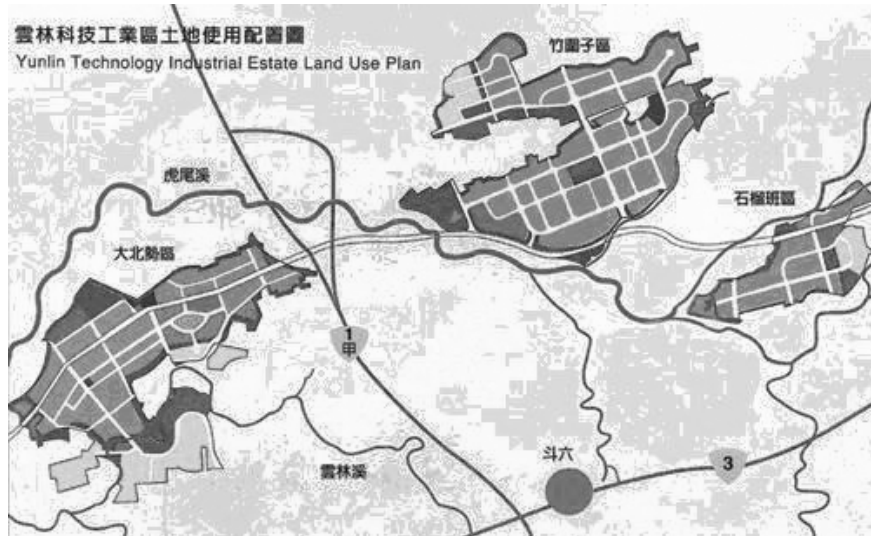 雲林科技工業區土地使用配置圖
Yunlin Technology Industrial Estate Land Use Plan
竹圍子區
虎尾溪
石榴班區
大北勢區
1
甲
斗六
3
雲林溪